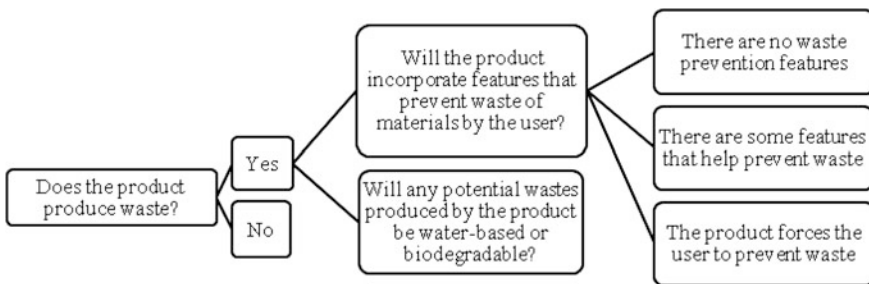 Does the product
produce waste?
Yes
No
Will the product
incorporate features that
prevent waste of
materials by the user?
Will any potential wastes
produced by the product
be water-based or
biodegradable?
There are no waste
prevention features
There are some features
that help prevent waste
The product forces the
user to prevent waste